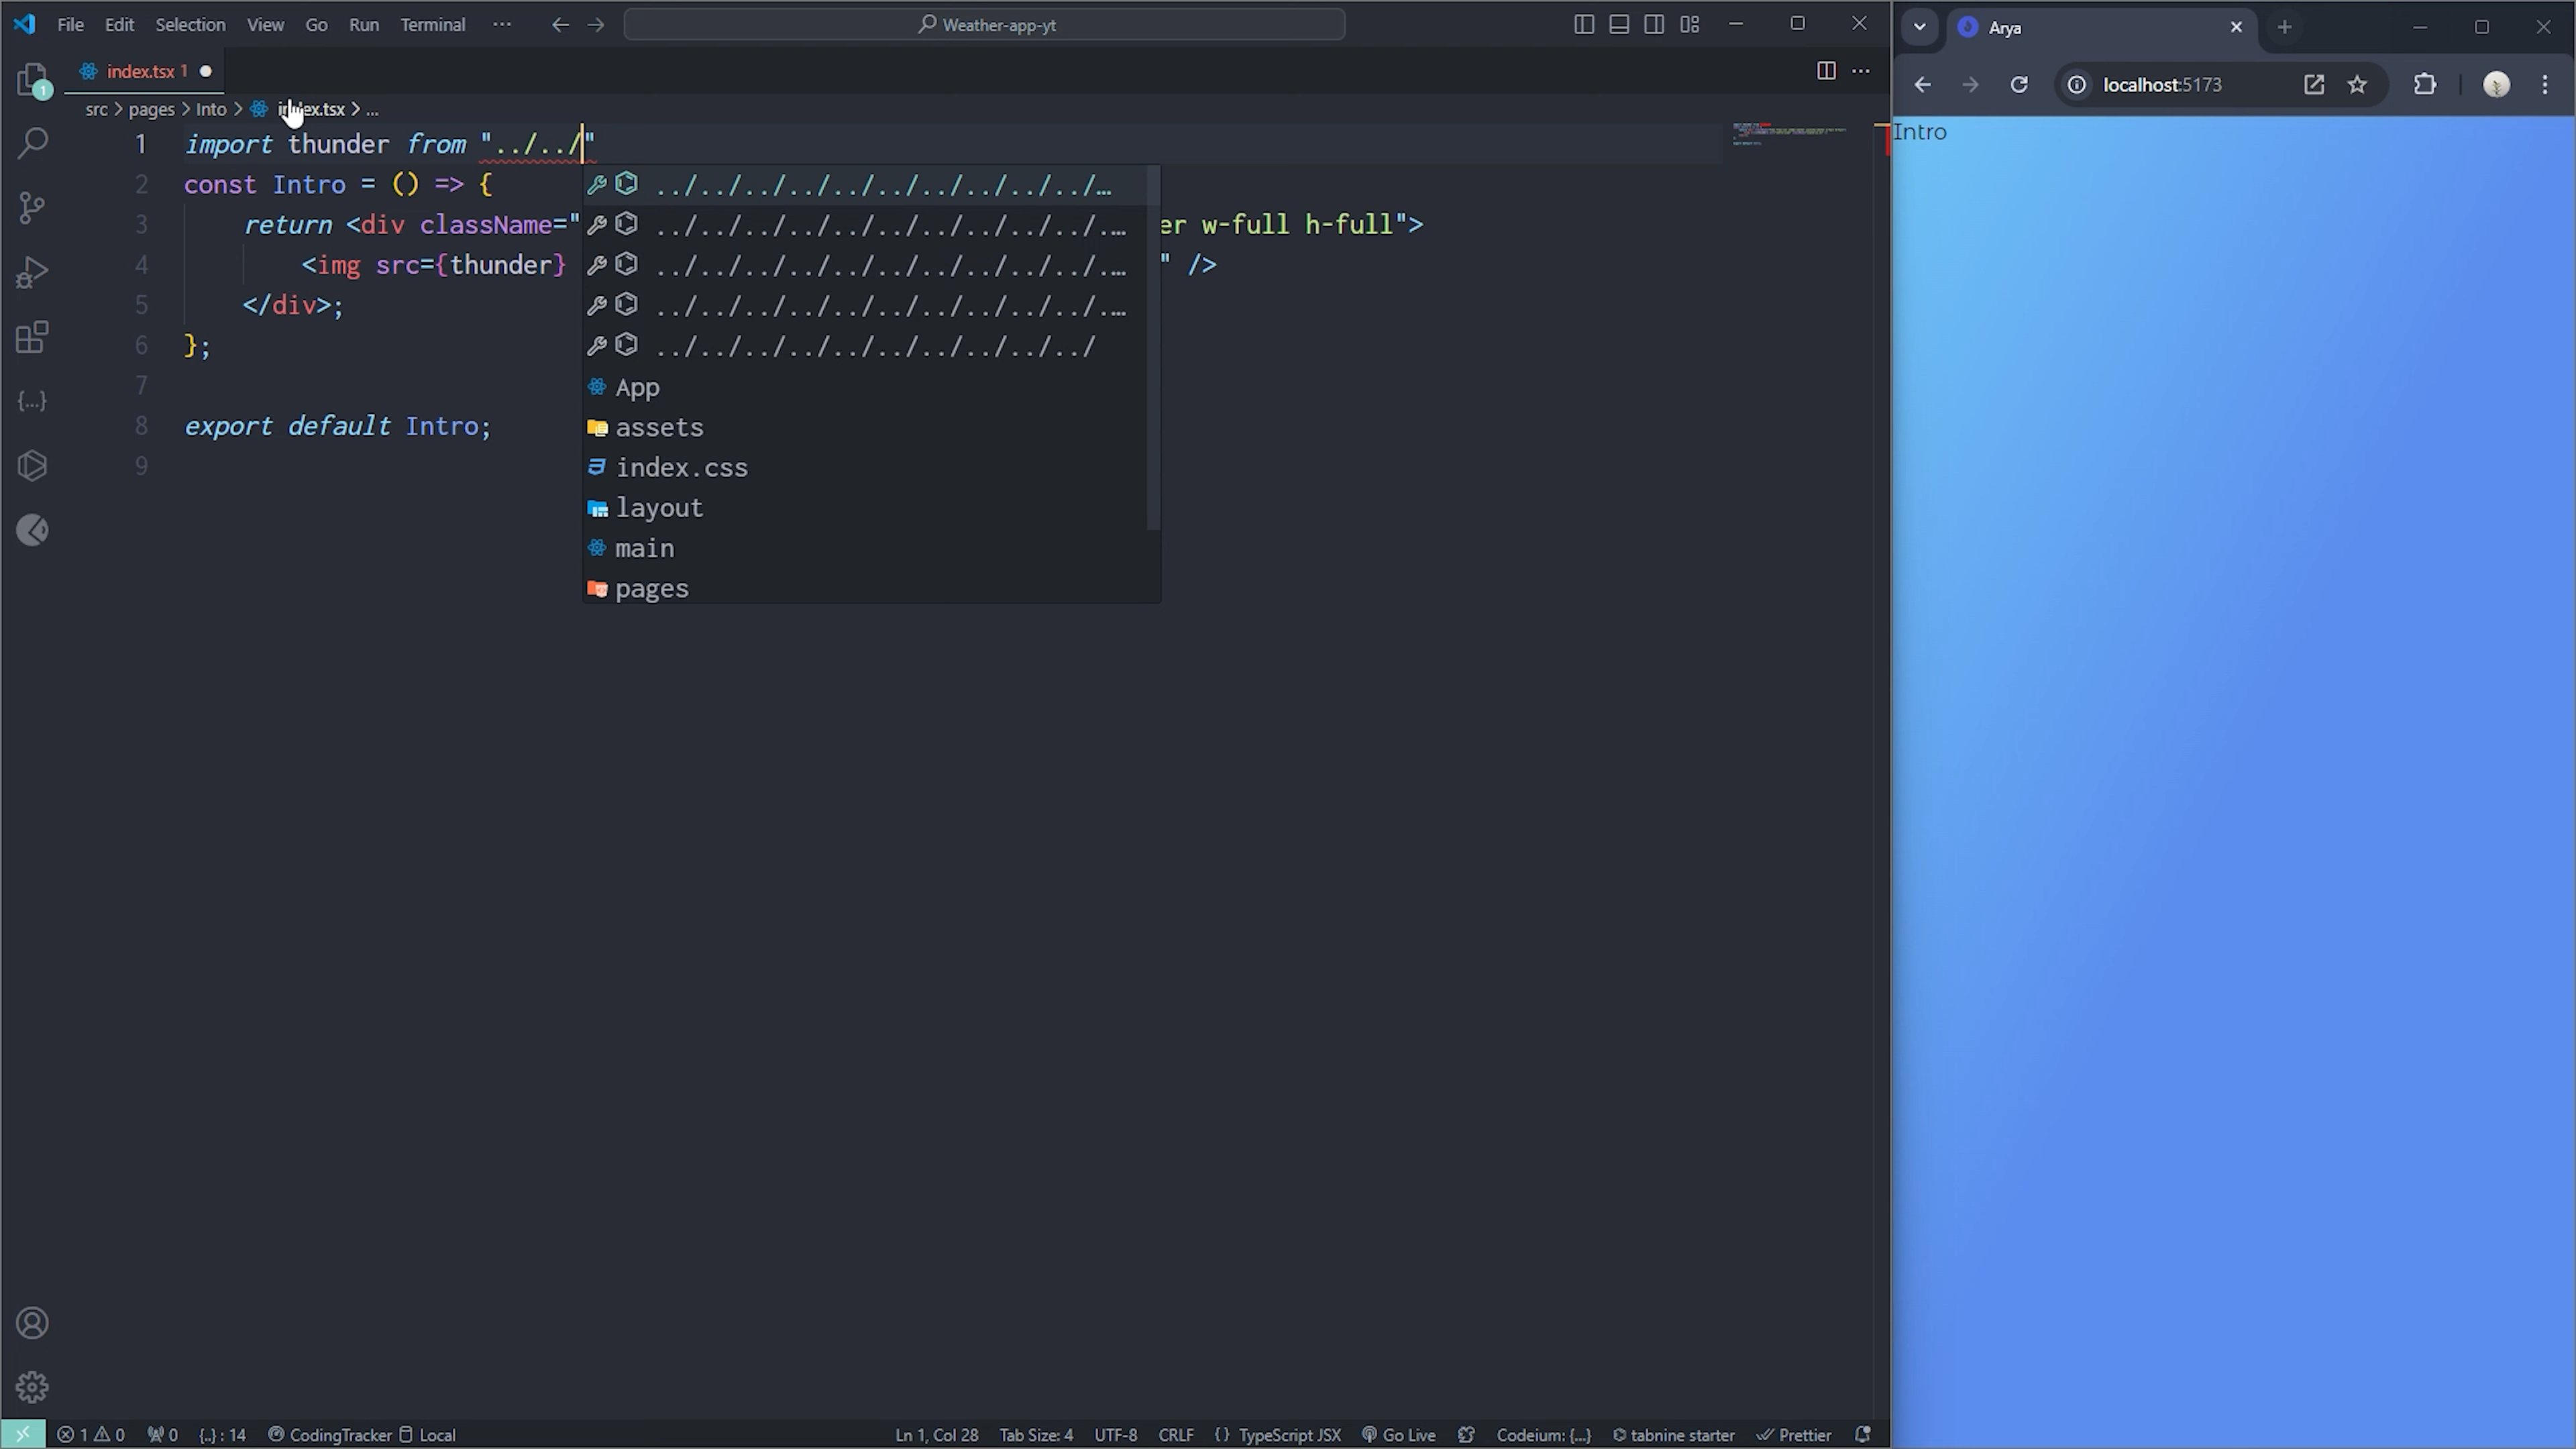 File Edit Selection View Go Run Terminal ... Weather-app-yt
index.tsx 1
src > pages > Into > index.tsx > ...
1 import thunder from "../../"
2 const Intro = () => {
3 return <div className=" er w-full h-full">
4 <img src={thunder} " />
5 </div>;
6 };
7
8 export default Intro;
9
../../../../../../../../../../…
../../../../../../../../../../.…
../../../../../../../../../../.…
../../../../../../../../../../.…
../../../../../../../../../../
App
assets
index.css
layout
main
pages
1
{...}
1 0 0 {..} : 14 CodingTracker Local Ln 1, Col 28 Tab Size: 4 UTF-8 CRLF { } TypeScript JSX Go Live Codeium: {...} tabnine starter Prettier
Arya
localhost:5173
Intro